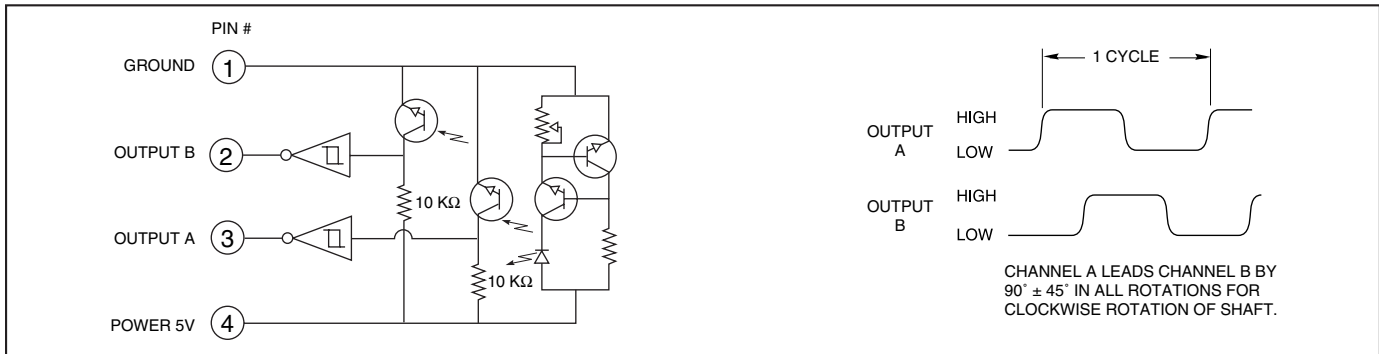 PIN #
GROUND 1
OUTPUT B 2
10 KΩ
OUTPUT A 3
10 KΩ
POWER 5V 4
1 CYCLE
OUTPUT
A
HIGH
LOW
OUTPUT
B
HIGH
LOW
CHANNEL A LEADS CHANNEL B BY
90˚ ± 45˚ IN ALL ROTATIONS FOR
CLOCKWISE ROTATION OF SHAFT.